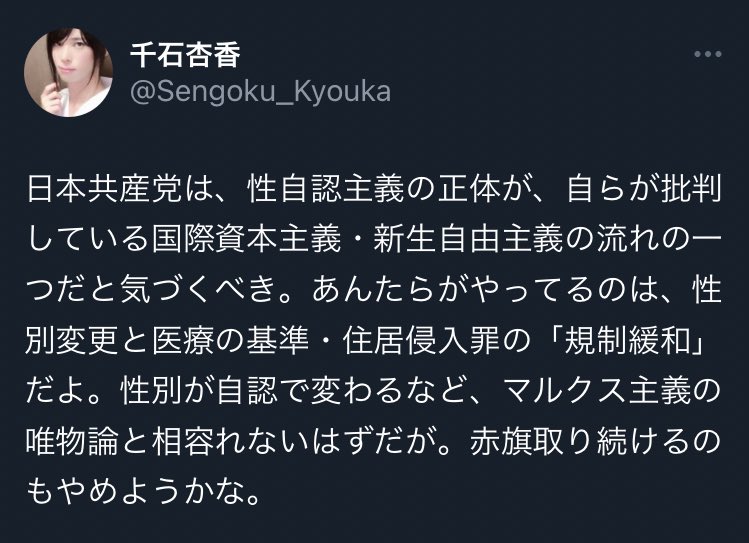 千石杏香
@Sengoku_Kyouka
日本共産党は、性自認主義の正体が、自らが批判
している国際資本主義・新生自由主義の流れの一
つだと気づくべき。あんたらがやってるのは、性
別変更と医療の基準・住居侵入罪の「規制緩和」
だよ。性別が自認で変わるなど、マルクス主義の
唯物論と相容れないはずだが。赤旗取り続けるの
もやめようかな。